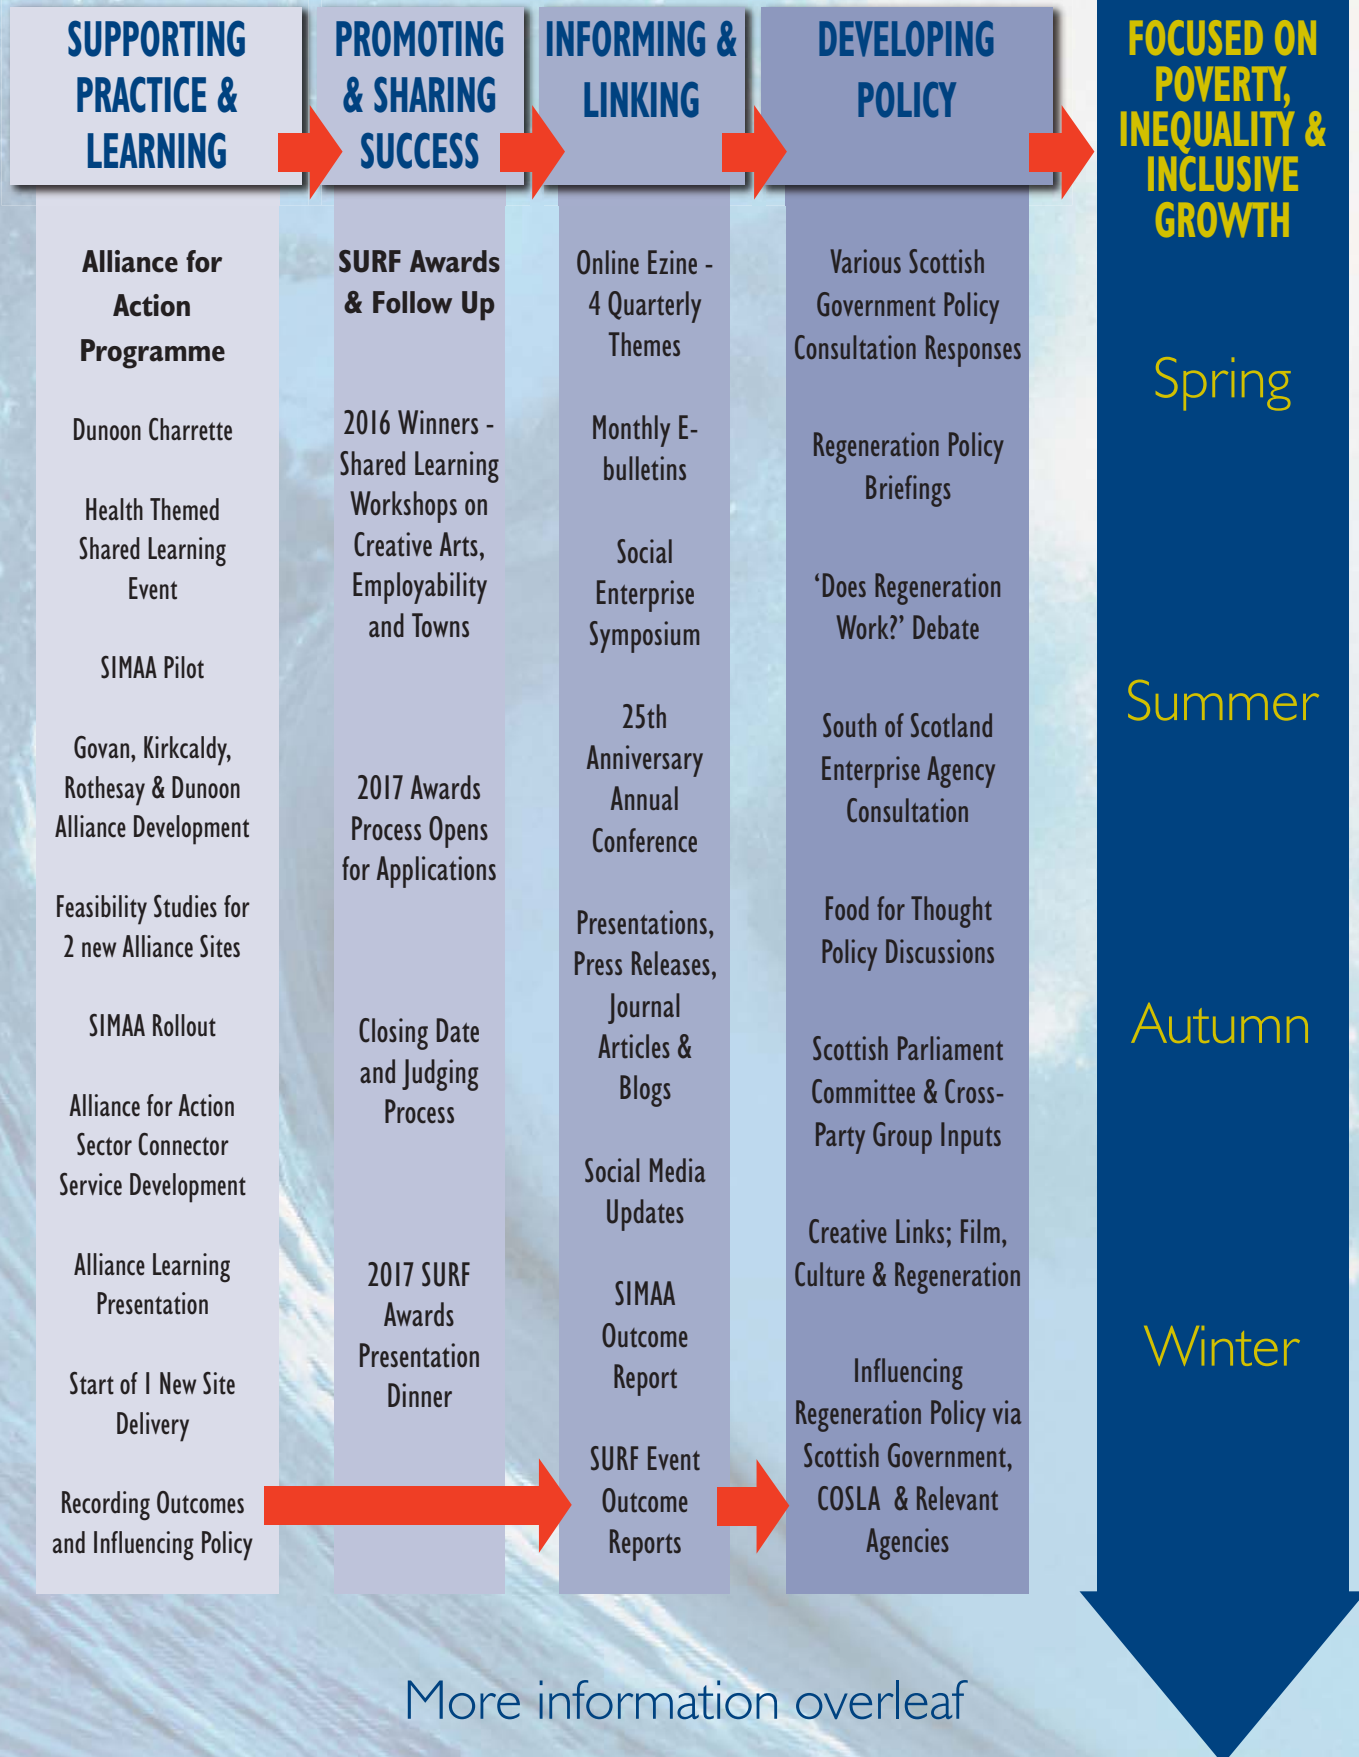 SUPPORTING
PRACTICE &
LEARNING
Alliance for
Action
Programme
Dunoon Charrette
Health Themed
Shared Learning
Event
SIMAA Pilot
Govan, Kirkcaldy,
Rothesay & Dunoon
Alliance Development
Feasibility Studies for
2 new Alliance Sites
SIMAA Rollout
Alliance for Action
Sector Connector
Service Development
Alliance Learning
Presentation
Start of 1 New Site
Delivery
Recording Outcomes
and Influencing Policy
PROMOTING
& SHARING
SUCCESS
SURF Awards
& Follow Up
2016 Winners -
Shared Learning
Workshops on
Creative Arts,
Employability
and Towns
2017 Awards
Process Opens
for Applications
Closing Date
and Judging
Process
2017 SURF
Awards
Presentation
Dinner
INFORMING &
LINKING
Online Ezine -
4 Quarterly
Themes
Monthly E-
bulletins
Social
Enterprise
Symposium
25th
Anniversary
Annual
Conference
Presentations,
Press Releases,
Journal
Articles &
Blogs
Social Media
Updates
SIMAA
Outcome
Report
SURF Event
Outcome
Reports
DEVELOPING
POLICY
Various Scottish
Government Policy
Consultation Responses
Regeneration Policy
Briefings
‘Does Regeneration
Work?’ Debate
South of Scotland
Enterprise Agency
Consultation
Food for Thought
Policy Discussions
Scottish Parliament
Committee & Cross-
Party Group Inputs
Creative Links; Film,
Culture & Regeneration
Influencing
Regeneration Policy via
Scottish Government,
COSLA & Relevant
Agencies
FOCUSED ON
POVERTY,
INEQUALITY &
INCLUSIVE
GROWTH
Spring
Summer
Autumn
Winter
More information overleaf